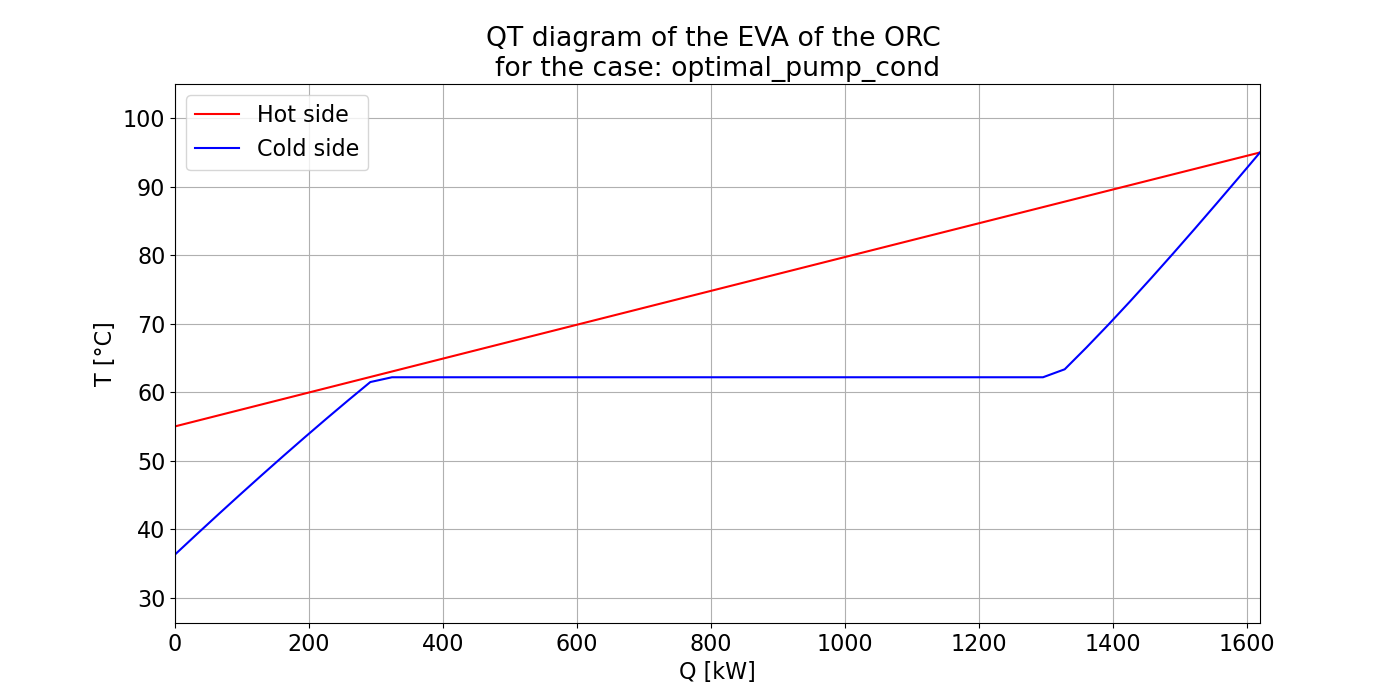 QT diagram of the EVA of the ORC
for the case: optimal_pump_cond
Hot side
Cold side
100
90
80
70
60
50
40
30
T [°C]
0 200 400 600 800 1000 1200 1400 1600
Q [kW]